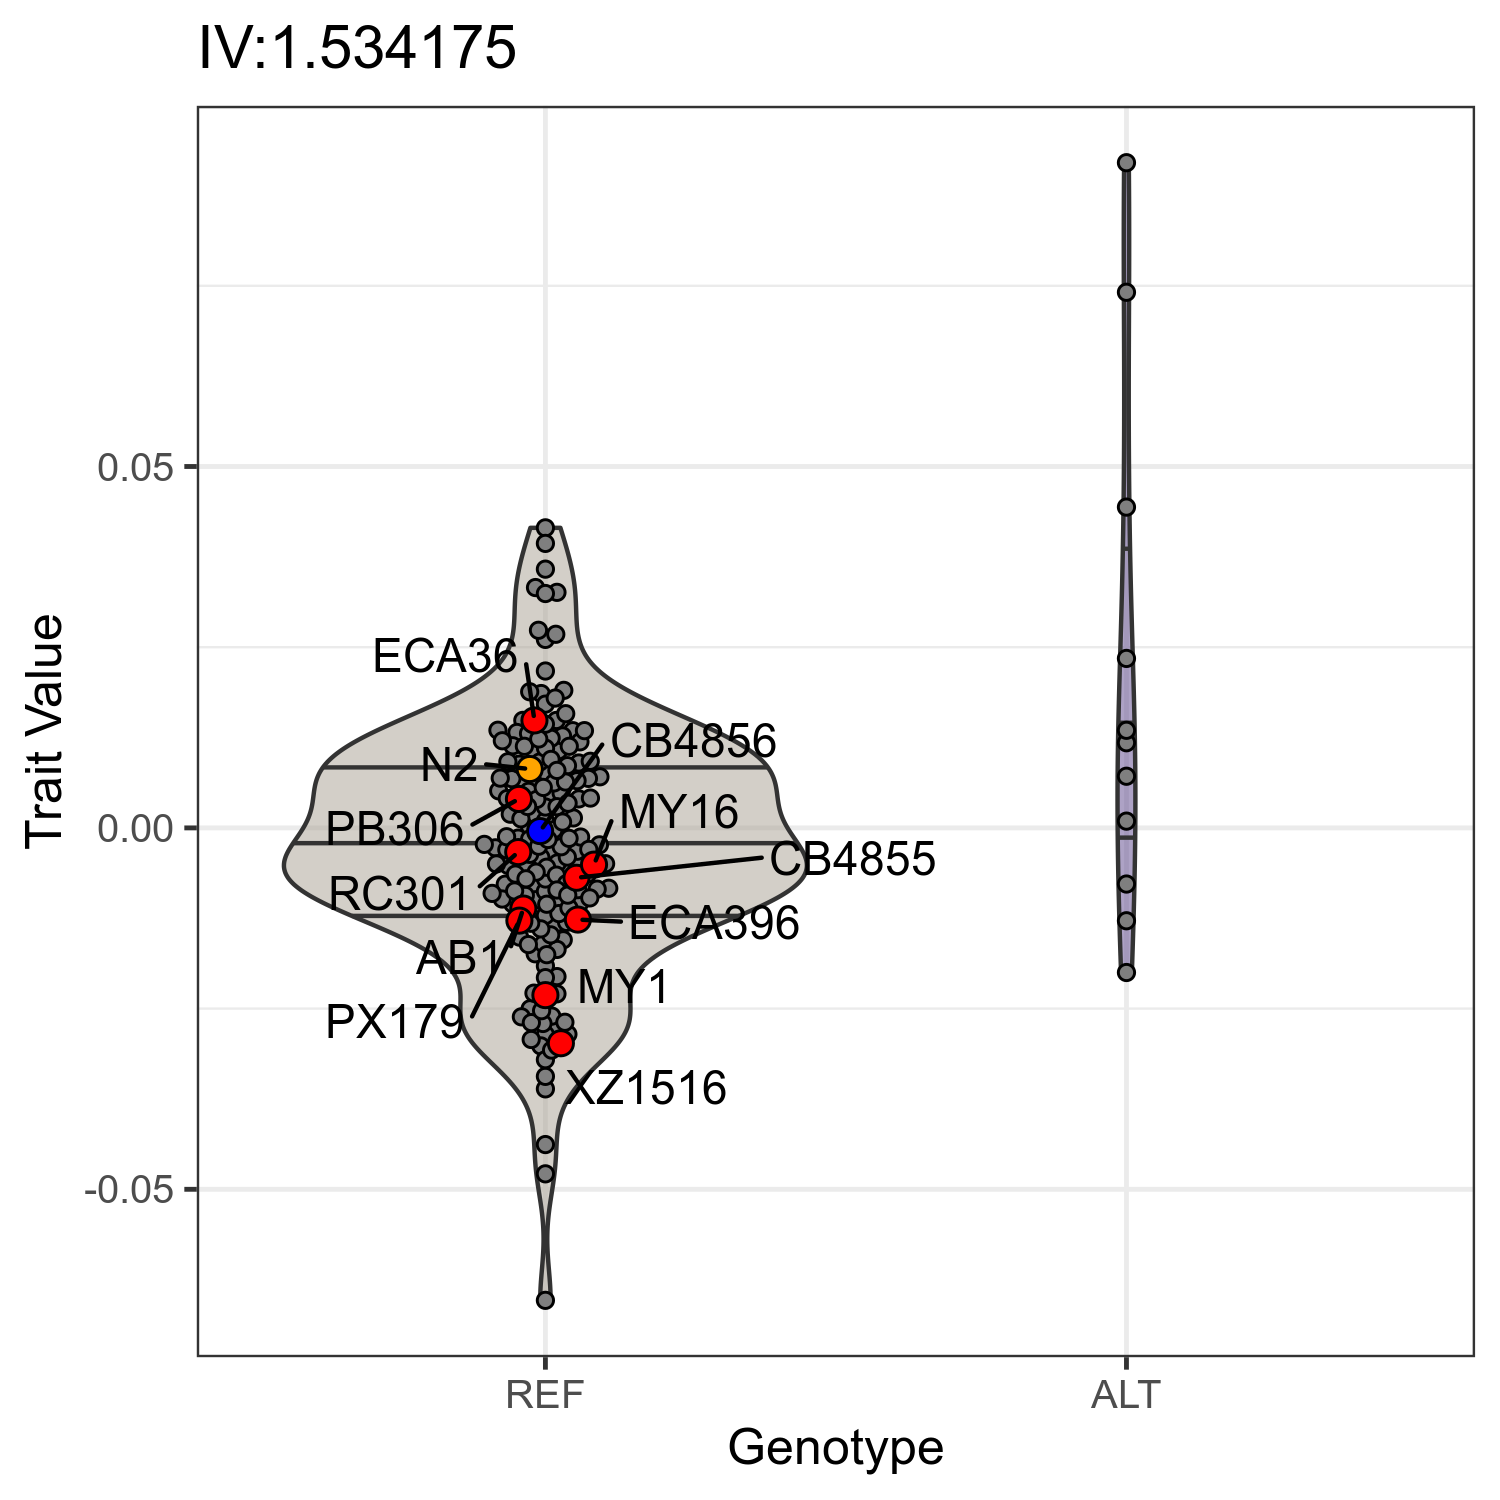 IV:1.534175
Trait Value
0.05
0.00
-0.05
ECA36
CB4856
N2
MY16
PB306
CB4855
RC301
ECA396
AB1
MY1
PX179
XZ1516
REF
ALT
Genotype